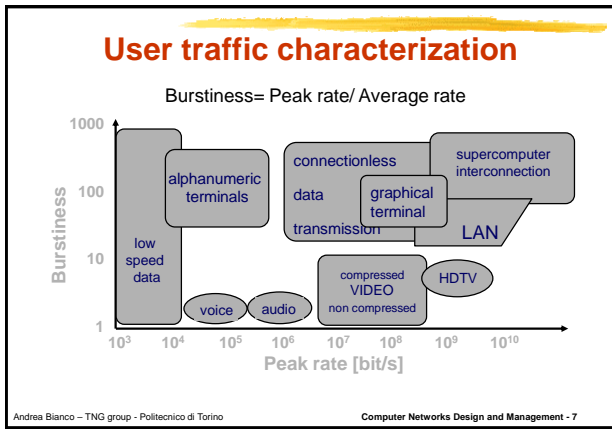 User traffic characterization
Burstiness= Peak rate/ Average rate
1000
100
10
1
Burstiness
low
speed
data
alphanumeric
terminals
connectionless
data
transmission
graphical
terminal
supercomputer
interconnection
LAN
voice
audio
compressed
VIDEO
non compressed
HDTV
10³ 10⁴ 10⁵ 10⁶ 10⁷ 10⁸ 10⁹ 10¹⁰
Peak rate [bit/s]
Andrea Bianco – TNG group - Politecnico di Torino
Computer Networks Design and Management - 7